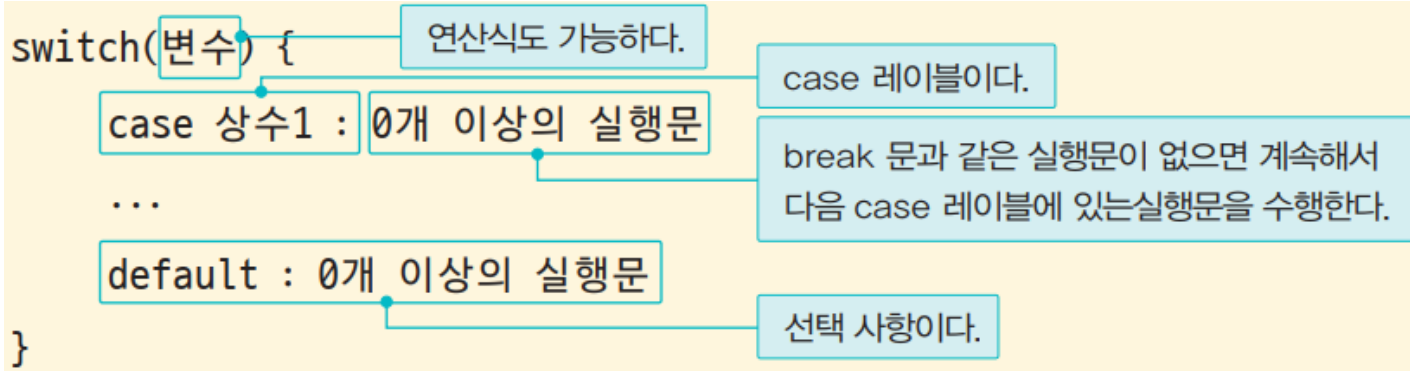 switch(변수) {
연산식도 가능하다.
case 레이블이다.
case 상수1 : 0개 이상의 실행문
break 문과 같은 실행문이 없으면 계속해서
다음 case 레이블에 있는실행문을 수행한다.
...
default : 0개 이상의 실행문
선택 사항이다.
}